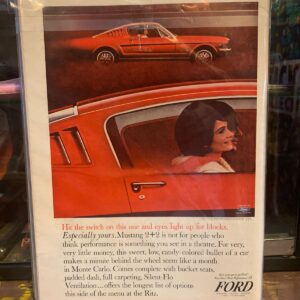 Hit the switch on this one and eyes light up for blocks.
Especially yours. Mustang 2+2 is not for people who
think performance is something you see in a theatre. For very,
very little money, this sweet, low, candy-colored bullet of a car
makes a minute behind the wheel seem like a month
in Monte Carlo. Comes complete with bucket seats,
padded dash, full carpeting, Silent-Flo
Ventilation... offers the longest list of options
this side of the menu at the Ritz.
FORD